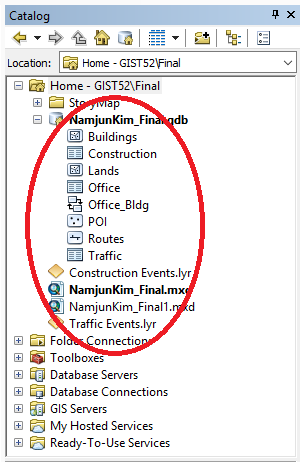 Catalog
Location:
Home - GIST52\Final
Home - GIST52\Final
StoryMap
NamjunKim_Final.gdb
Buildings
Construction
Lands
Office
Office_Bldg
POI
Routes
Traffic
Construction Events.lyr
NamjunKim_Final.mxd
NamjunKim_Final1.mxd
Traffic Events.lyr
Folder Connections
Toolboxes
Database Servers
Database Connections
GIS Servers
My Hosted Services
Ready-To-Use Services